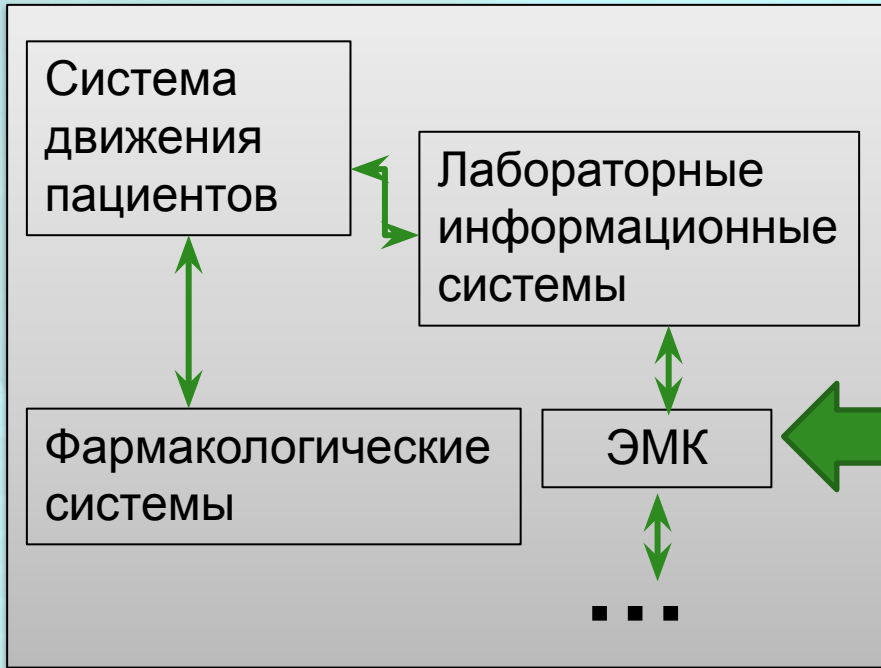 Система
движения
пациентов
Лабораторные
информационные
системы
Фармакологические
системы
ЭМК
...